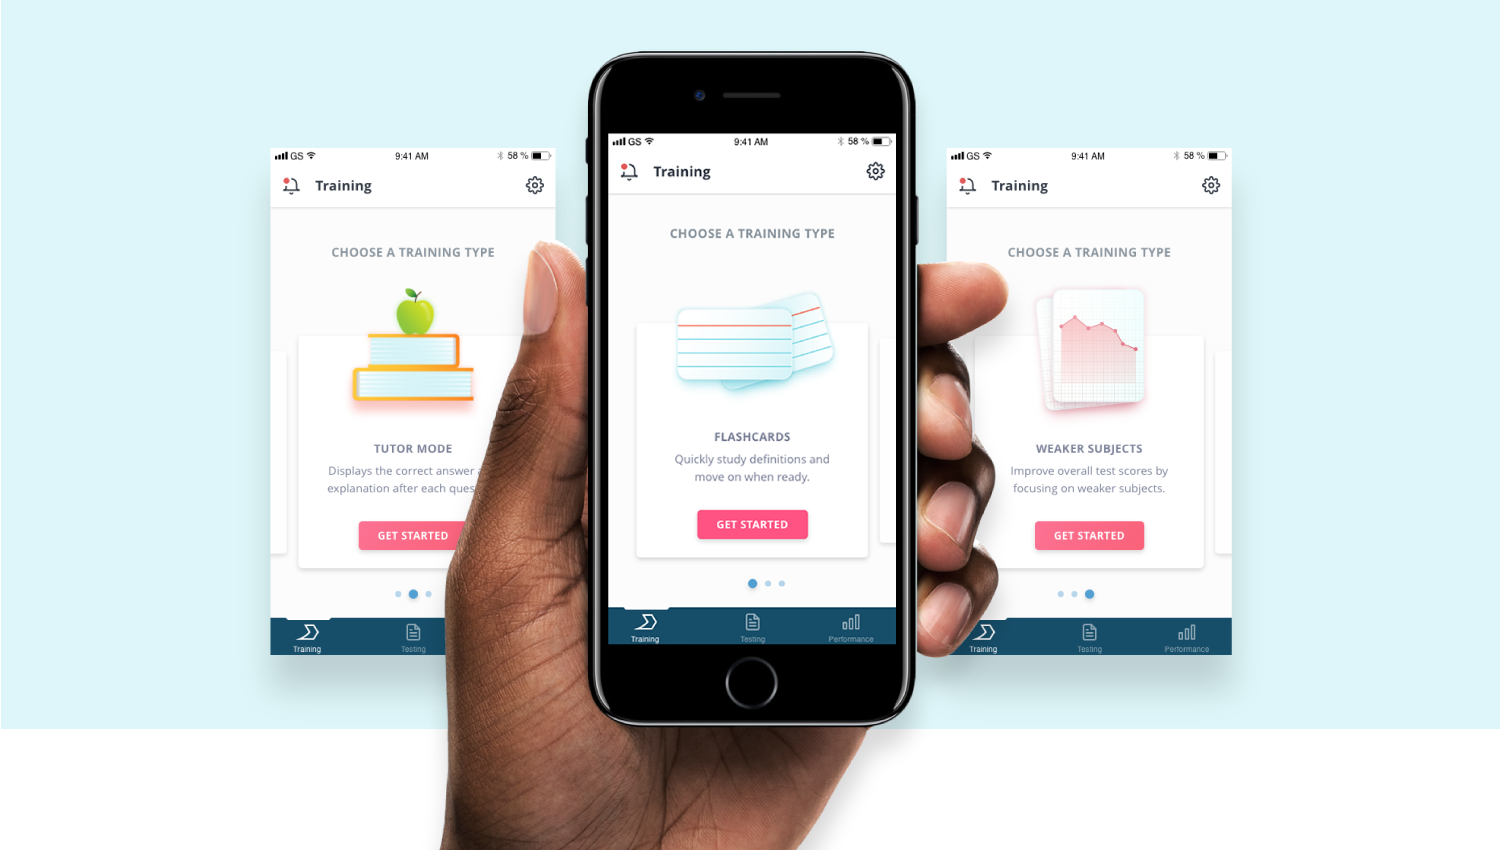 GS
9:41 AM
58 %
Training
CHOOSE A TRAINING TYPE
TUTOR MODE
Displays the correct answer
explanation after each
GET STARTED
Training
Testing
GS
9:41 AM
58 %
Training
CHOOSE A TRAINING TYPE
FLASHCARDS
Quickly study definitions and
move on when ready.
GET STARTED
Training
Testing
Performance
GS
9:41 AM
58 %
Training
CHOOSE A TRAINING TYPE
WEAKER SUBJECTS
Improve overall test scores by
focusing on weaker subjects.
GET STARTED
Training
Testing
Performance